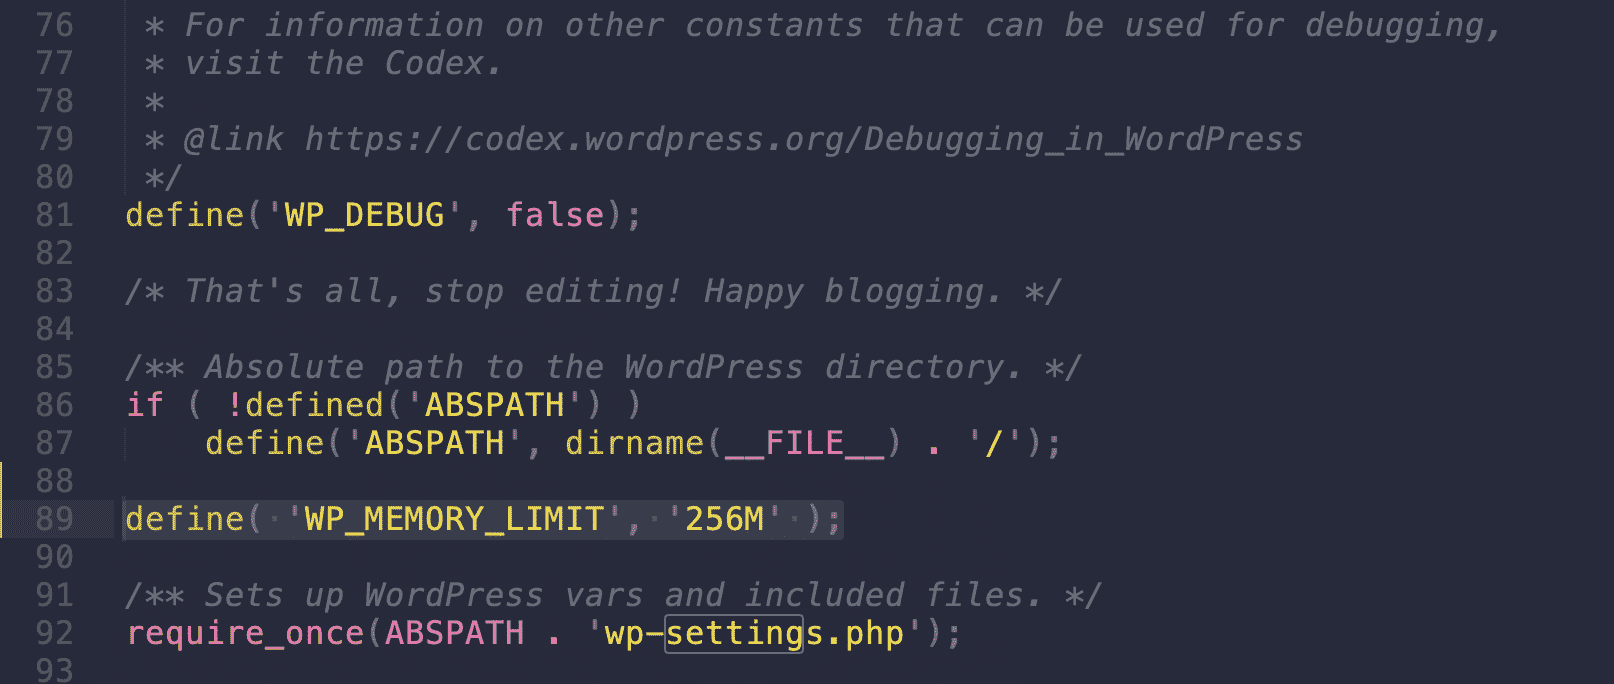 76 * For information on other constants that can be used for debugging,
77 * visit the Codex.
78 *
79 * @link https://codex.wordpress.org/Debugging_in_WordPress
80 */
81 define('WP_DEBUG', false);
82
83 /* That's all, stop editing! Happy blogging. */
84
85 /** Absolute path to the WordPress directory. */
86 if ( !defined('ABSPATH') )
87 define('ABSPATH', dirname(__FILE__) . '/');
88
89 define( 'WP_MEMORY_LIMIT', '256M' );
90
91 /** Sets up WordPress vars and included files. */
92 require_once(ABSPATH . 'wp-settings.php');
93